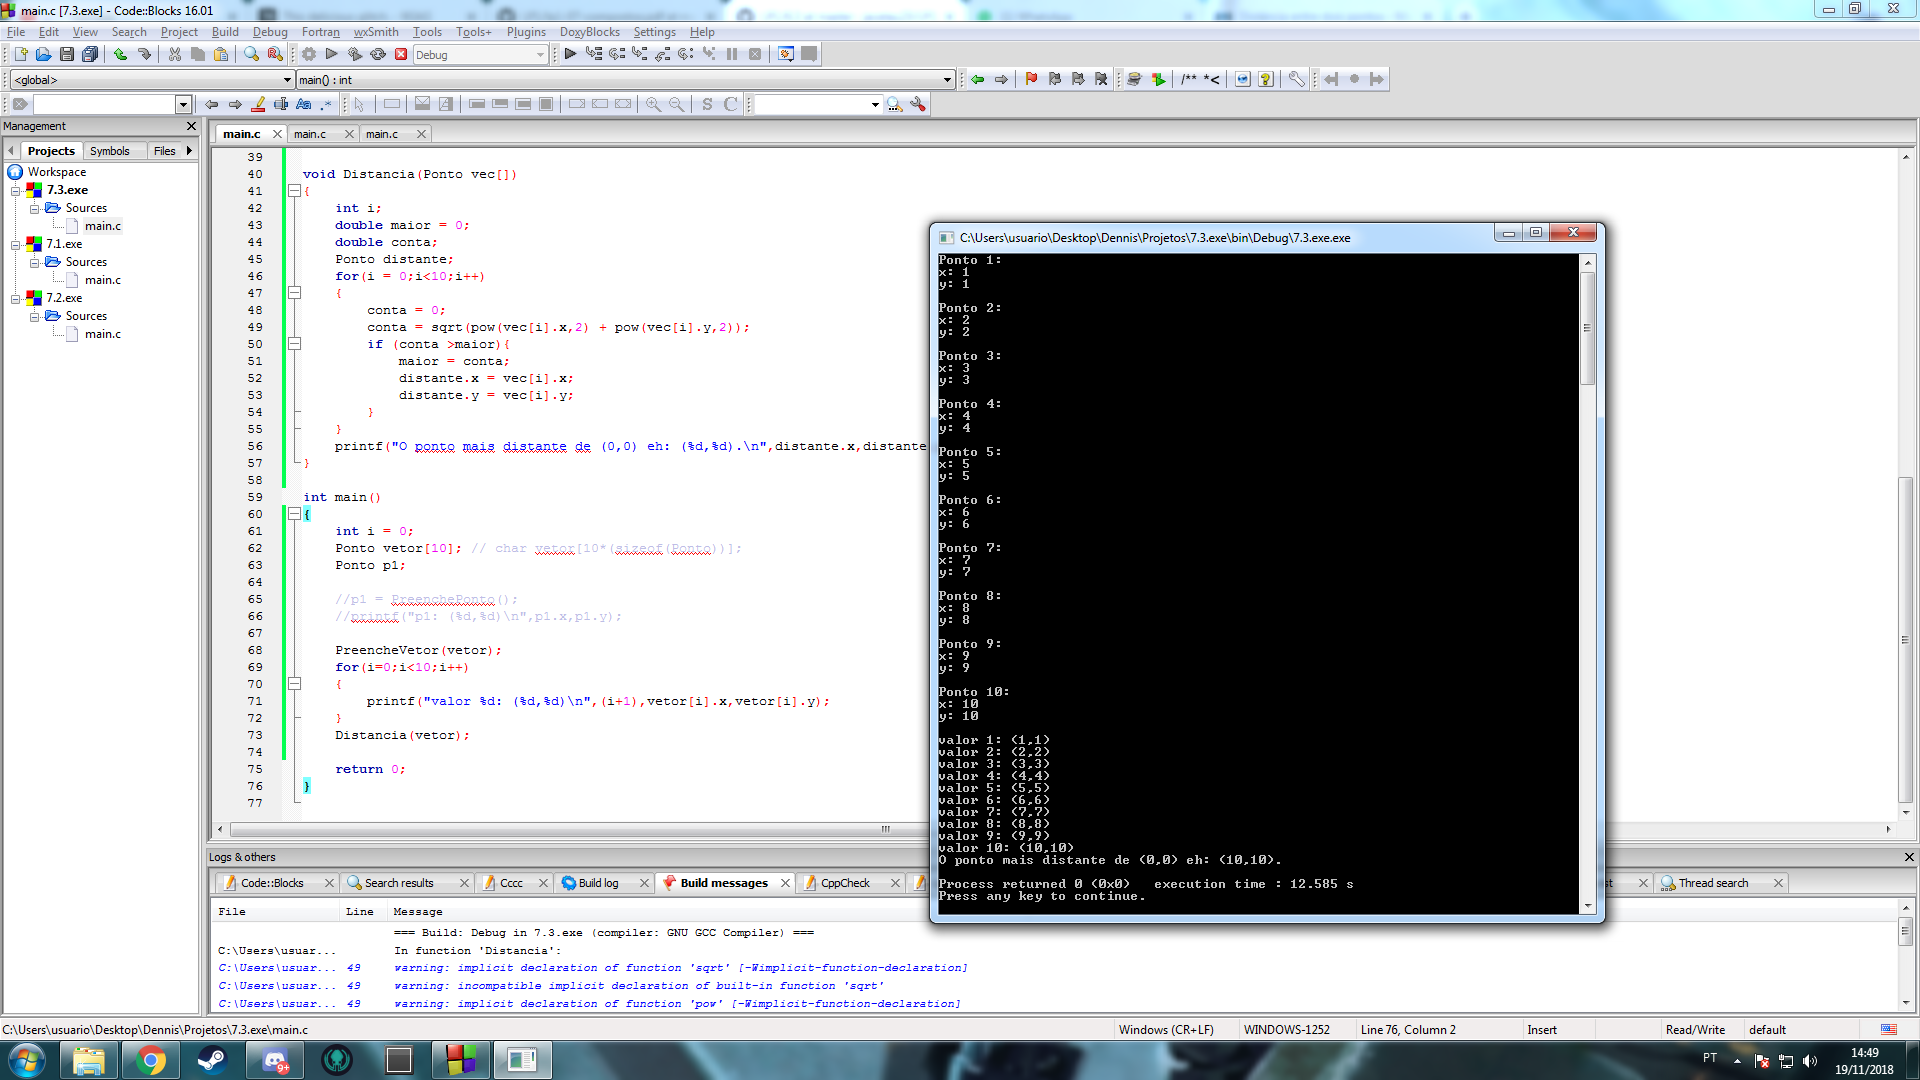 main.c [7.3.exe] - Code::Blocks 16.01
File Edit View Search Project Build Debug Fortran wxSmith Tools Tools+ Plugins DoxyBlocks Settings Help
Debug
<global> main() : int
/** *<
Aa .*
S C
Management
Projects Symbols Files
Workspace
7.3.exe
Sources
main.c
7.1.exe
Sources
main.c
7.2.exe
Sources
main.c
main.c main.c main.c
39
40 void Distancia(Ponto vec[])
41 {
42 int i;
43 double maior = 0;
44 double conta;
45 Ponto distante;
46 for(i = 0;i<10;i++)
47 {
48 conta = 0;
49 conta = sqrt(pow(vec[i].x,2) + pow(vec[i].y,2));
50 if (conta >maior){
51 maior = conta;
52 distante.x = vec[i].x;
53 distante.y = vec[i].y;
54 }
55 }
56 printf("O ponto mais distante de (0,0) eh: (%d,%d).\n",distante.x,distante
57 }
58
59 int main()
60 {
61 int i = 0;
62 Ponto vetor[10]; // char vetor[10*(sizeof(Ponto))];
63 Ponto p1;
64
65 //p1 = PreenchePonto();
66 //printf("p1: (%d,%d)\n",p1.x,p1.y);
67
68 PreencheVetor(vetor);
69 for(i=0;i<10;i++)
70 {
71 printf("valor %d: (%d,%d)\n",(i+1),vetor[i].x,vetor[i].y);
72 }
73 Distancia(vetor);
74
75 return 0;
76 }
77
C:\Users\usuario\Desktop\Dennis\Projetos\7.3.exe\bin\Debug\7.3.exe.exe
Ponto 1:
x: 1
y: 1
Ponto 2:
x: 2
y: 2
Ponto 3:
x: 3
y: 3
Ponto 4:
x: 4
y: 4
Ponto 5:
x: 5
y: 5
Ponto 6:
x: 6
y: 6
Ponto 7:
x: 7
y: 7
Ponto 8:
x: 8
y: 8
Ponto 9:
x: 9
y: 9
Ponto 10:
x: 10
y: 10
valor 1: (1,1)
valor 2: (2,2)
valor 3: (3,3)
valor 4: (4,4)
valor 5: (5,5)
valor 6: (6,6)
valor 7: (7,7)
valor 8: (8,8)
valor 9: (9,9)
valor 10: (10,10)
O ponto mais distante de (0,0) eh: (10,10).
Process returned 0 (0x0) execution time : 12.585 s
Press any key to continue.
Logs & others
Code::Blocks Search results Cccc Build log Build messages CppCheck st Thread search
File Line Message
=== Build: Debug in 7.3.exe (compiler: GNU GCC Compiler) ===
C:\Users\usuar... In function 'Distancia':
C:\Users\usuar... 49 warning: implicit declaration of function 'sqrt' [-Wimplicit-function-declaration]
C:\Users\usuar... 49 warning: incompatible implicit declaration of built-in function 'sqrt'
C:\Users\usuar... 49 warning: implicit declaration of function 'pow' [-Wimplicit-function-declaration]
C:\Users\usuario\Desktop\Dennis\Projetos\7.3.exe\main.c Windows (CR+LF) WINDOWS-1252 Line 76, Column 2 Insert Read/Write default
9+
PT
14:49
19/11/2018